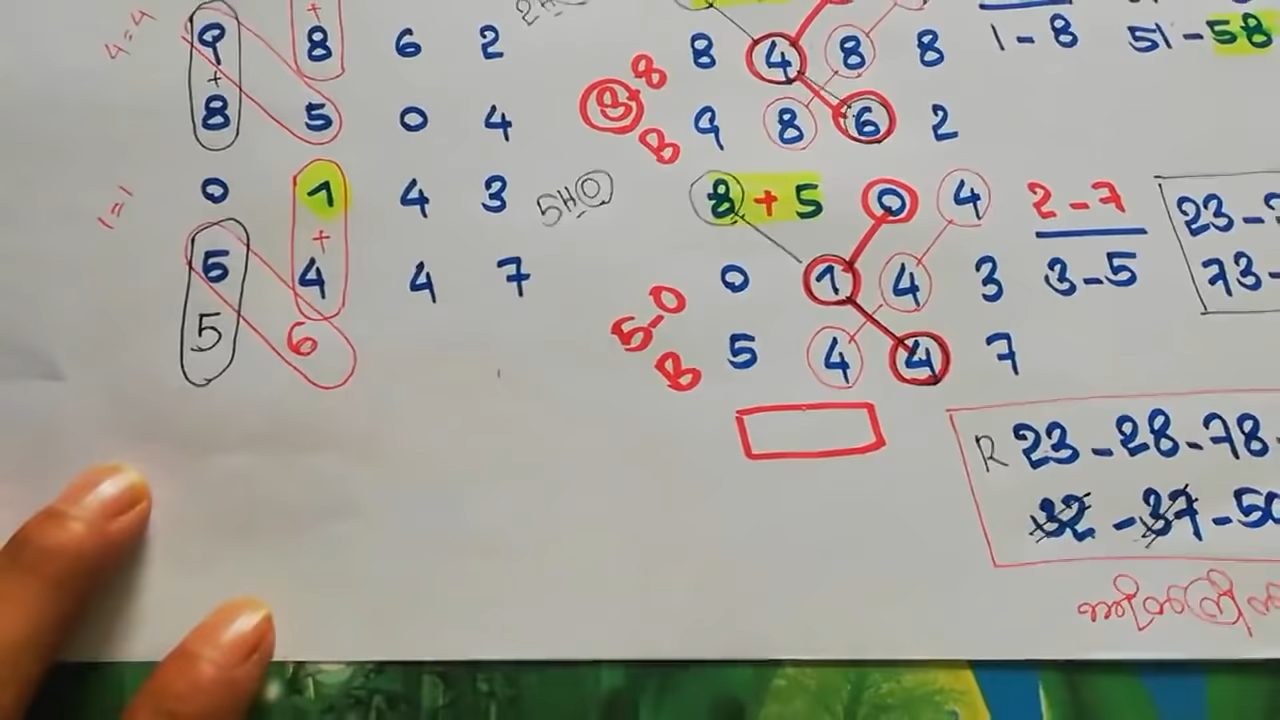 4=4
9 + 8 6 2
+
8 5 0 4
1=1
0 1 4 3
+
5 4 4 7
5 6
8 4 8 8 1-8 51-58
8
B 9 8 6 2
5H0 8+5 0 4 2-7 23-
0 1 4 3 3-5 73-
5-0
B 5 4 4 7
R 23-28-78-
32-37-50